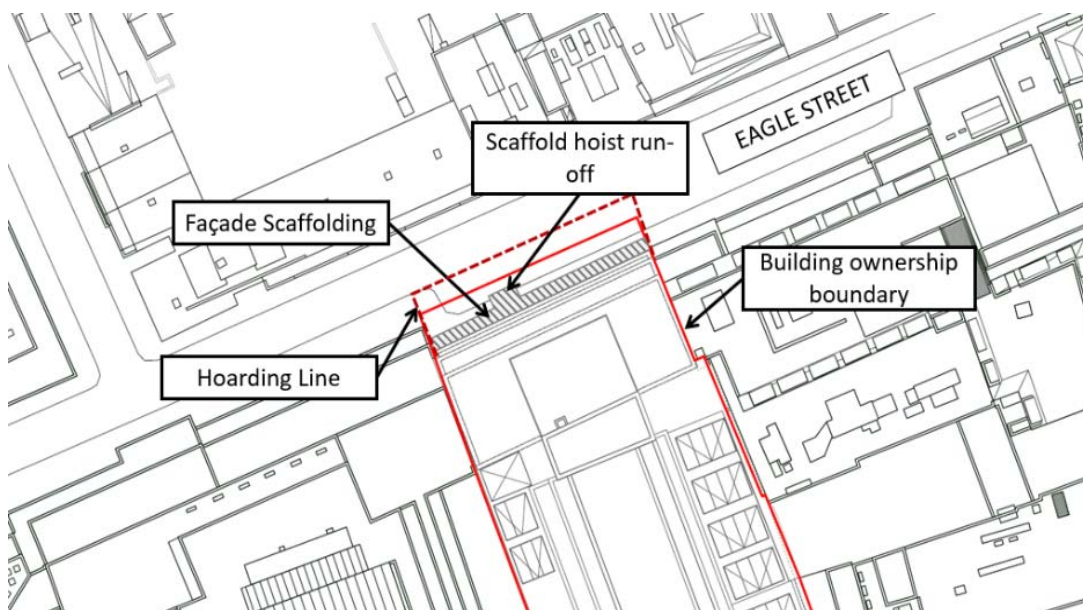 EAGLE STREET
Scaffold hoist run-
off
Façade Scaffolding
Building ownership
boundary
Hoarding Line